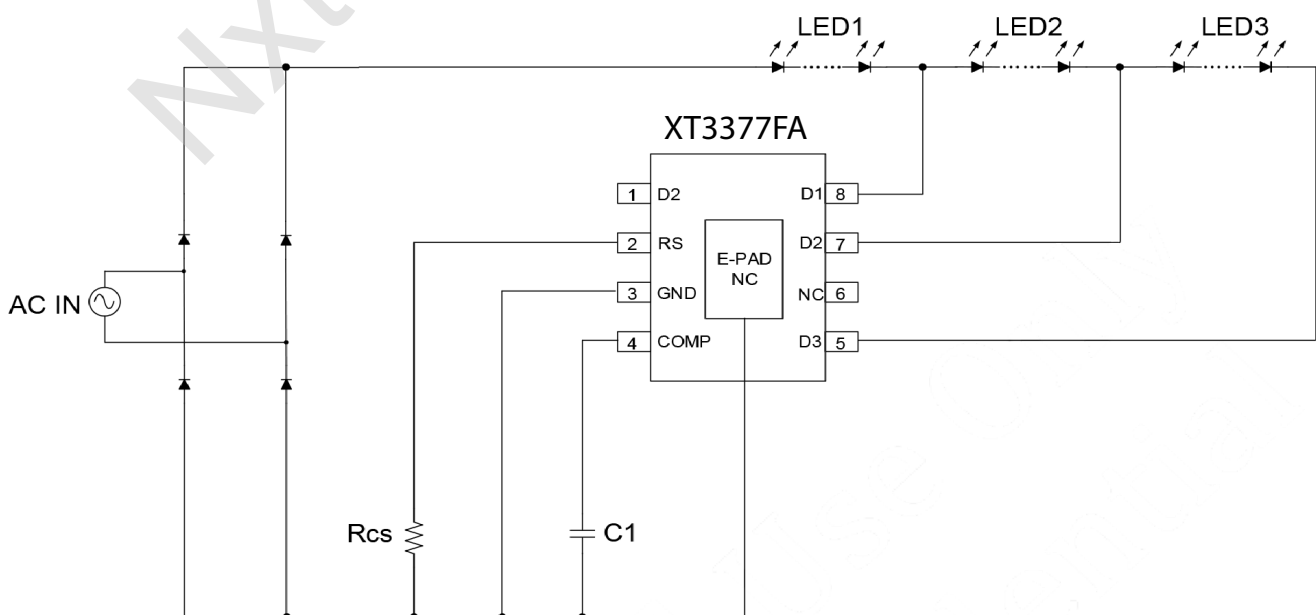 Nxt
LED1
LED2
LED3
XT3377FA
1 D2
D1 8
2 RS
D2 7
E-PAD
NC
3 GND
NC 6
4 COMP
D3 5
AC IN
Rcs
C1